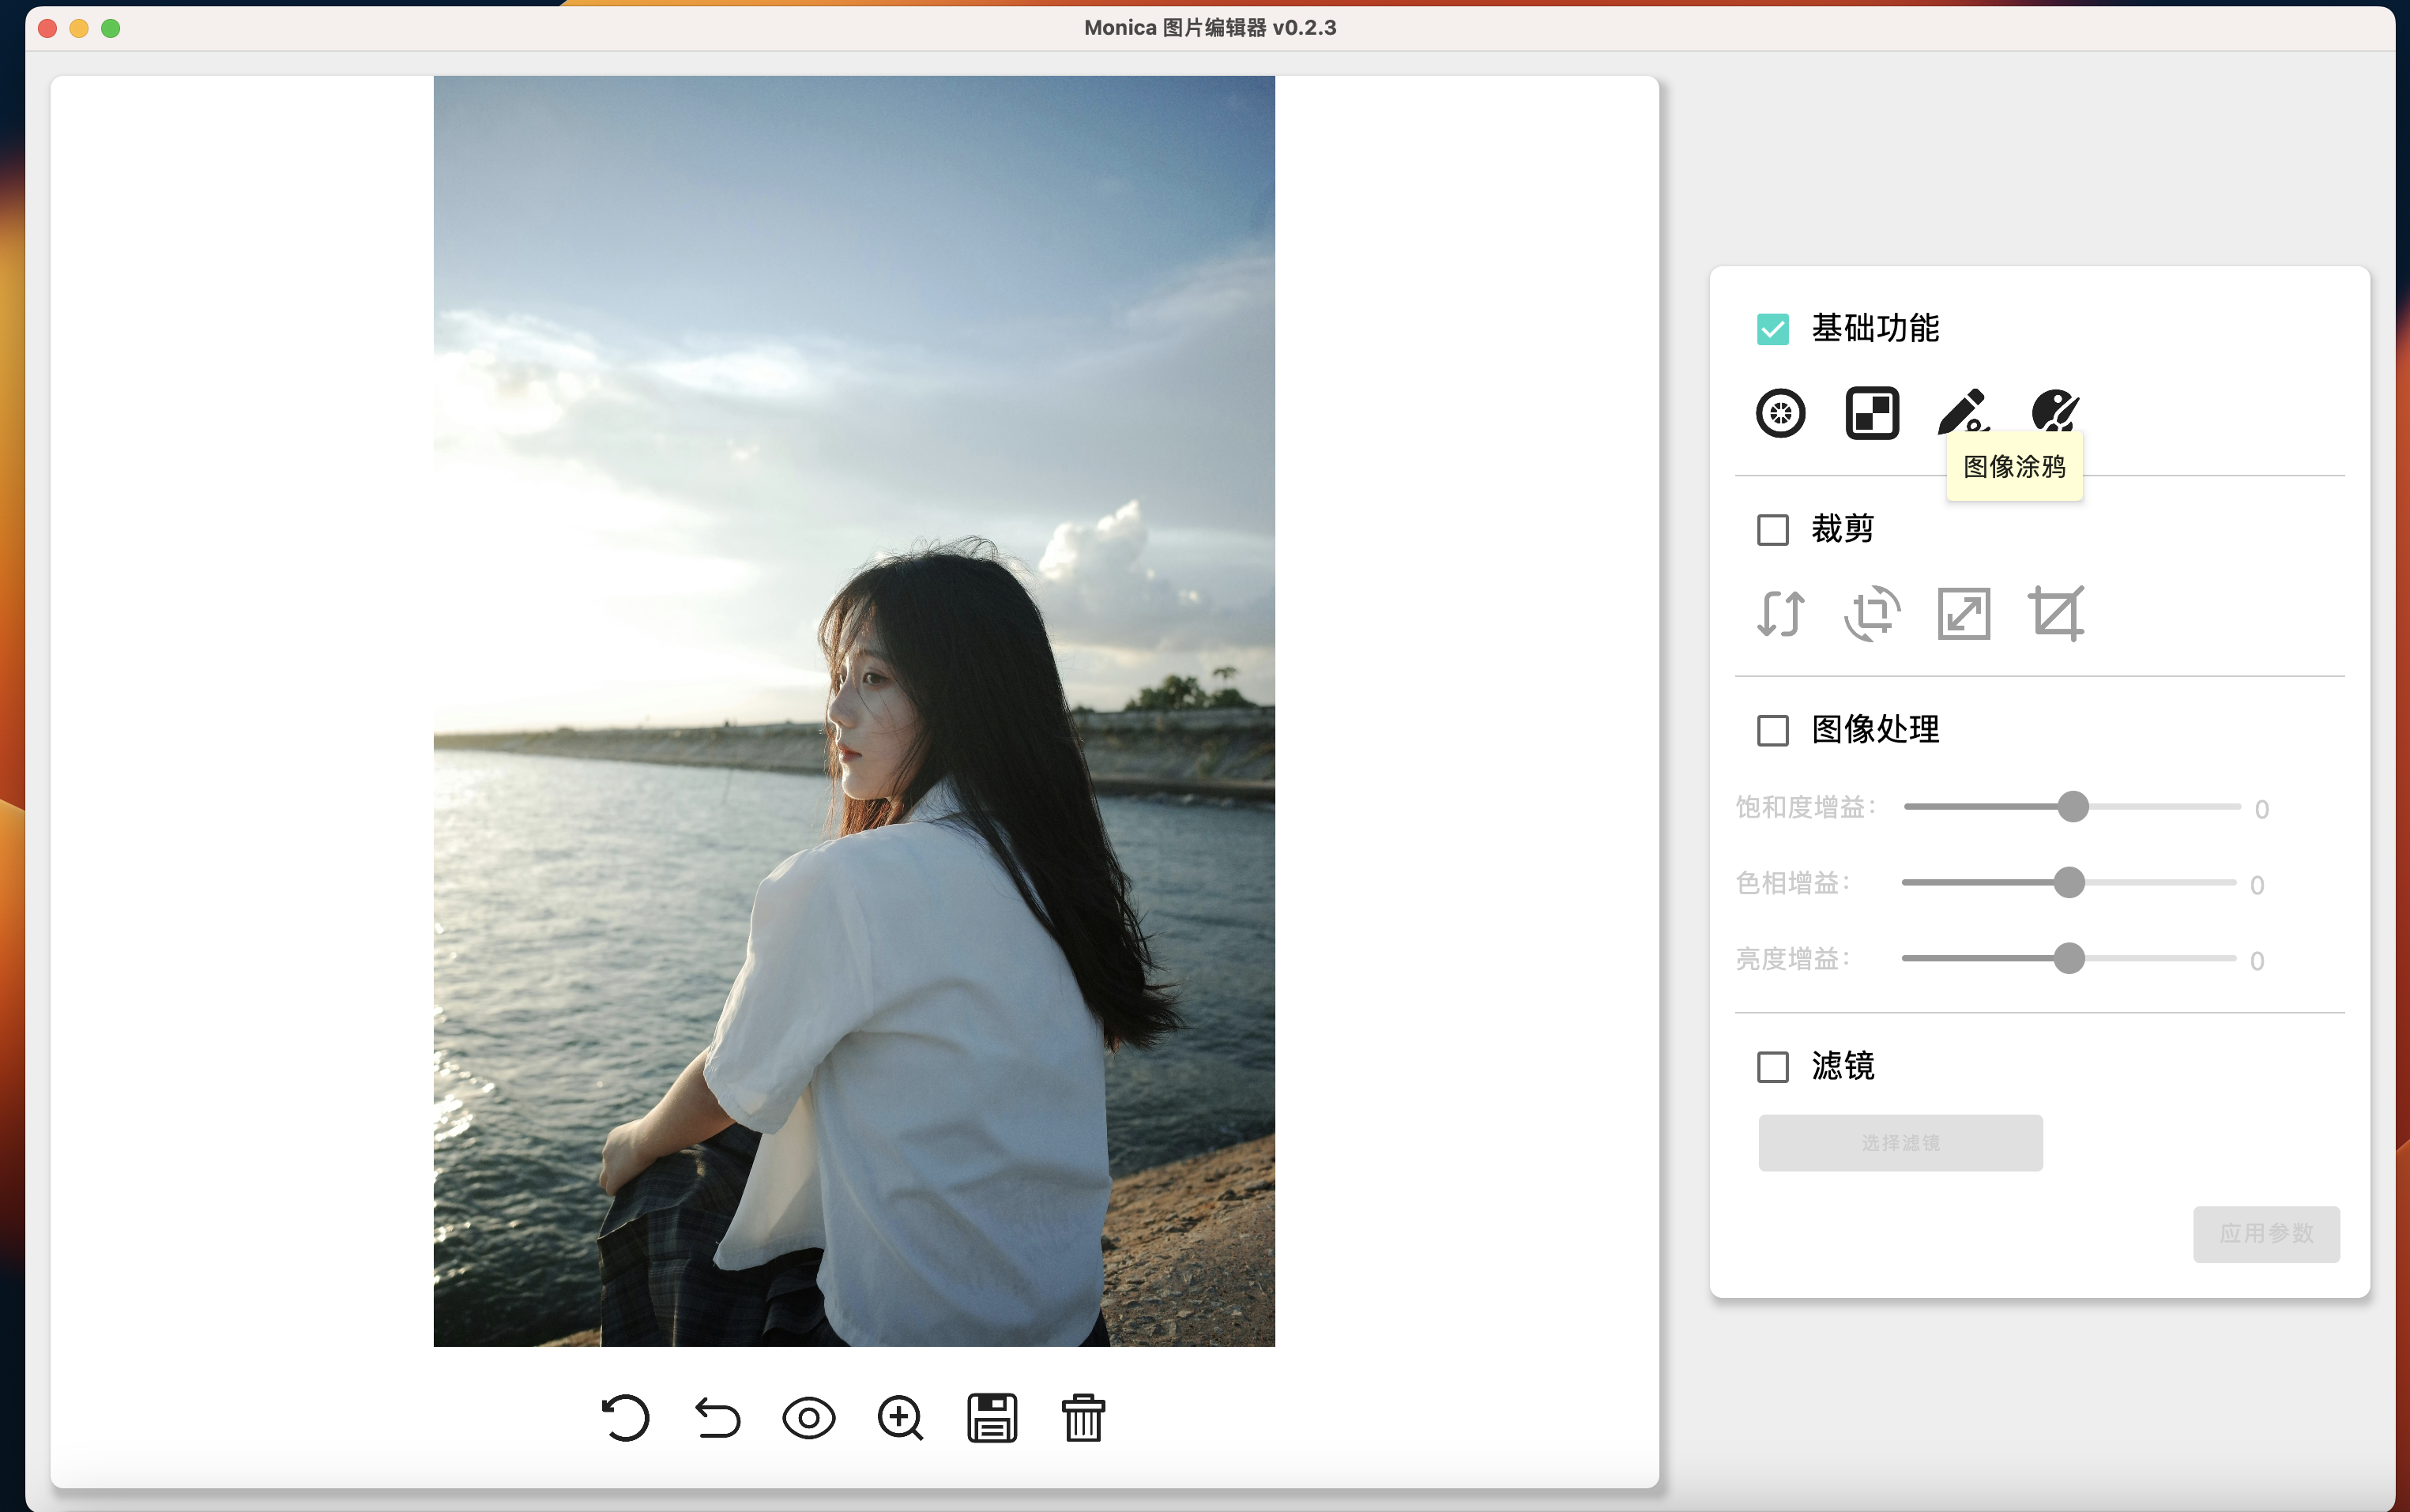 Monica 图片编辑器 v0.2.3
基础功能
图像涂鸦
裁剪
图像处理
饱和度增益: 0
色相增益: 0
亮度增益: 0
滤镜
选择滤镜
应用参数